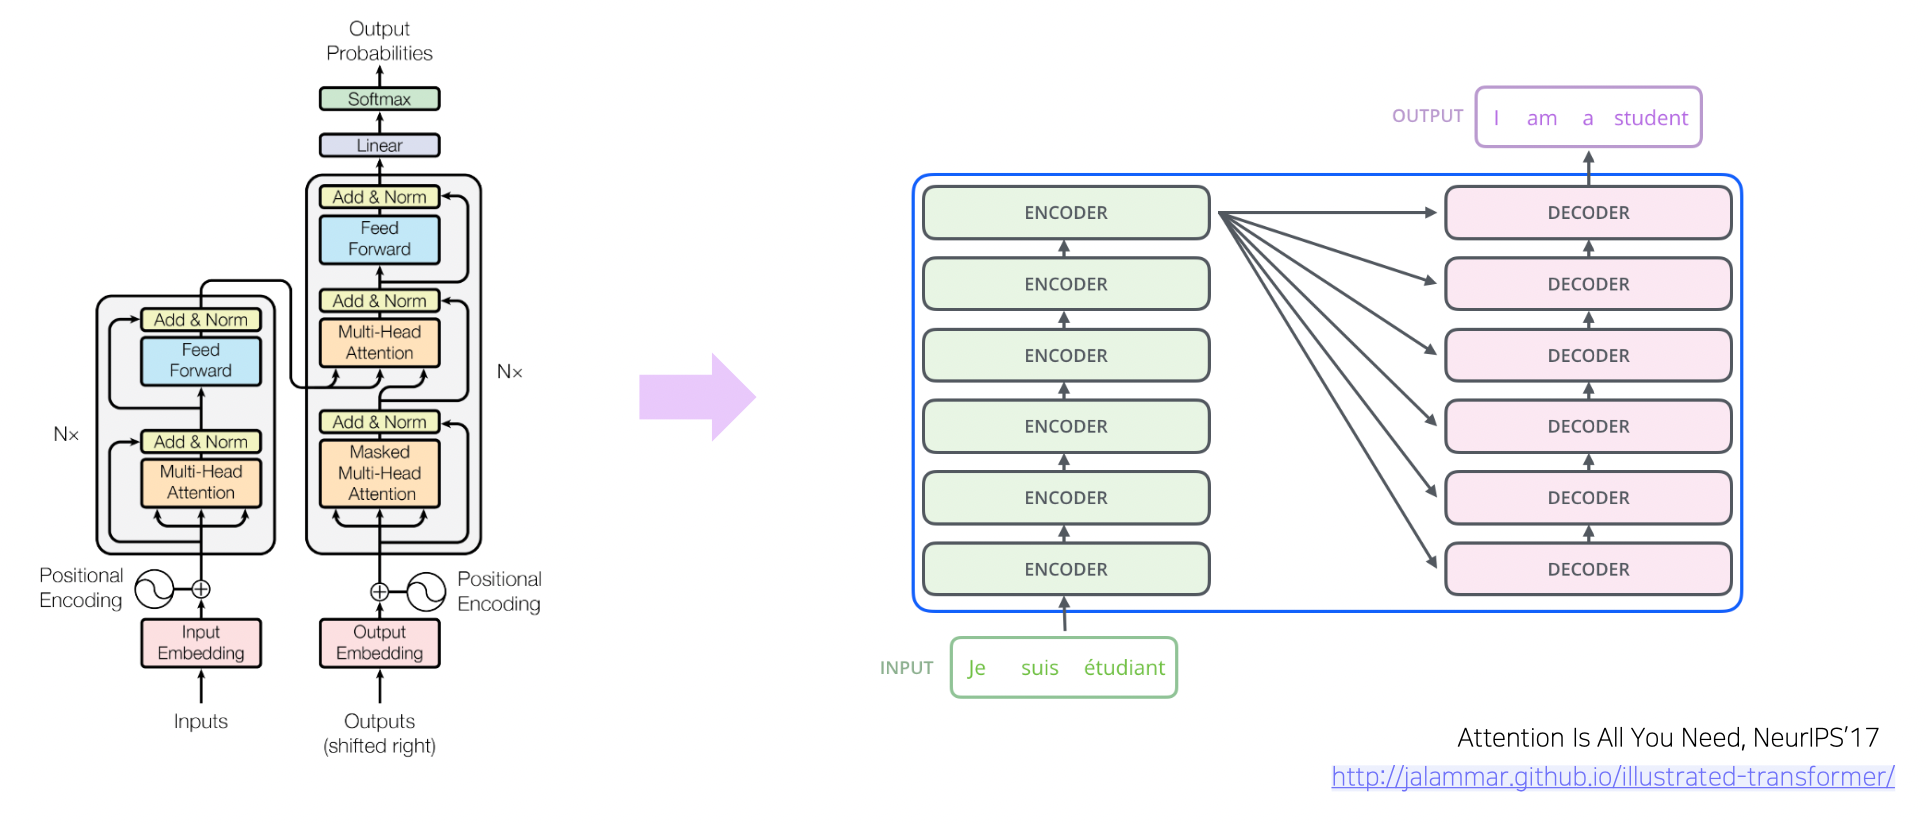 Output
Probabilities
Softmax
Linear
Add & Norm
Feed
Forward
Add & Norm
Multi-Head
Attention
Add & Norm
Masked
Multi-Head
Attention
N×
Add & Norm
Feed
Forward
Add & Norm
Multi-Head
Attention
N×
Positional
Encoding
Positional
Encoding
Input
Embedding
Output
Embedding
Inputs
Outputs
(shifted right)
OUTPUT
I am a student
ENCODER
ENCODER
ENCODER
ENCODER
ENCODER
ENCODER
DECODER
DECODER
DECODER
DECODER
DECODER
DECODER
INPUT
Je suis étudiant
Attention Is All You Need, NeurIPS’17
http://jalammar.github.io/illustrated-transformer/